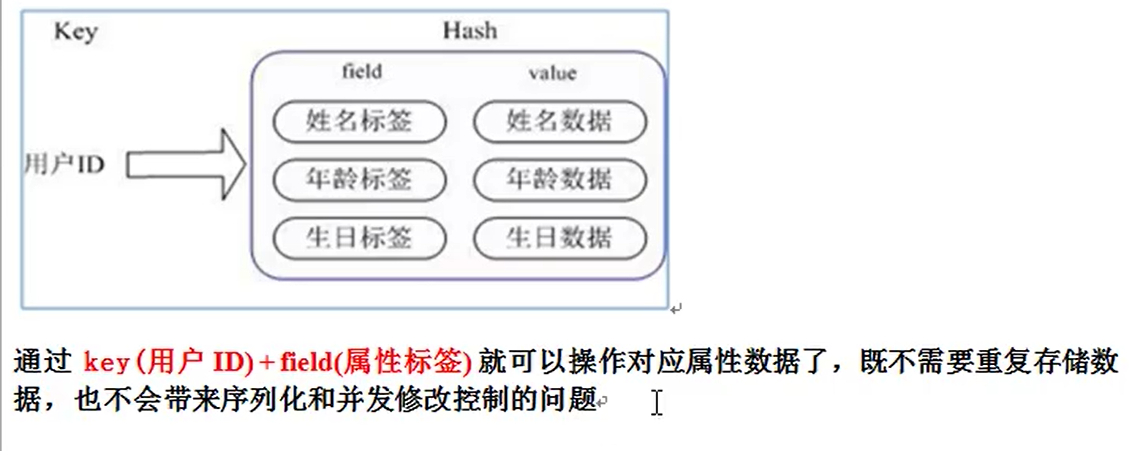 Key Hash
field value
姓名标签 姓名数据
用户ID 年龄标签 年龄数据
生日标签 生日数据
通过 key(用户 ID)+field(属性标签) 就可以操作对应属性数据了，既不需要重复存储数
据，也不会带来序列化和并发修改控制的问题